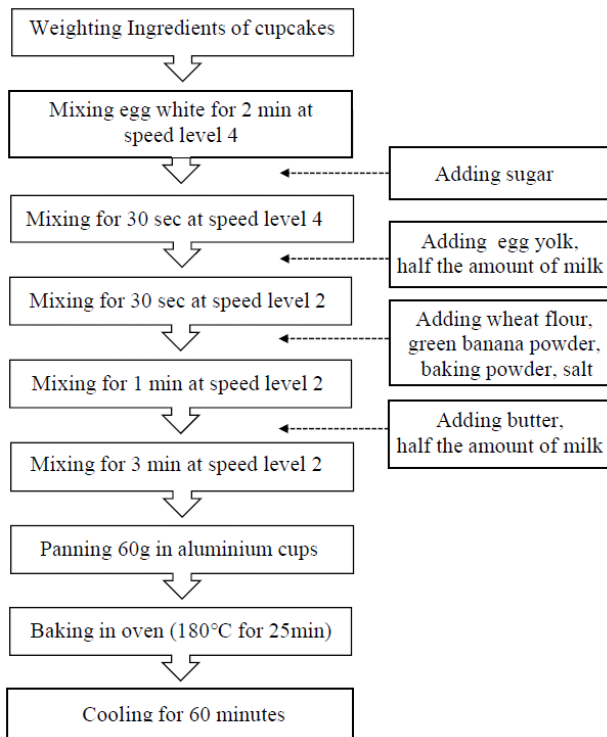 Weighting Ingredients of cupcakes
Mixing egg white for 2 min at
speed level 4
Adding sugar
Mixing for 30 sec at speed level 4
Adding egg yolk,
half the amount of milk
Mixing for 30 sec at speed level 2
Adding wheat flour,
green banana powder,
baking powder, salt
Mixing for 1 min at speed level 2
Adding butter,
half the amount of milk
Mixing for 3 min at speed level 2
Panning 60g in aluminium cups
Baking in oven (180°C for 25min)
Cooling for 60 minutes